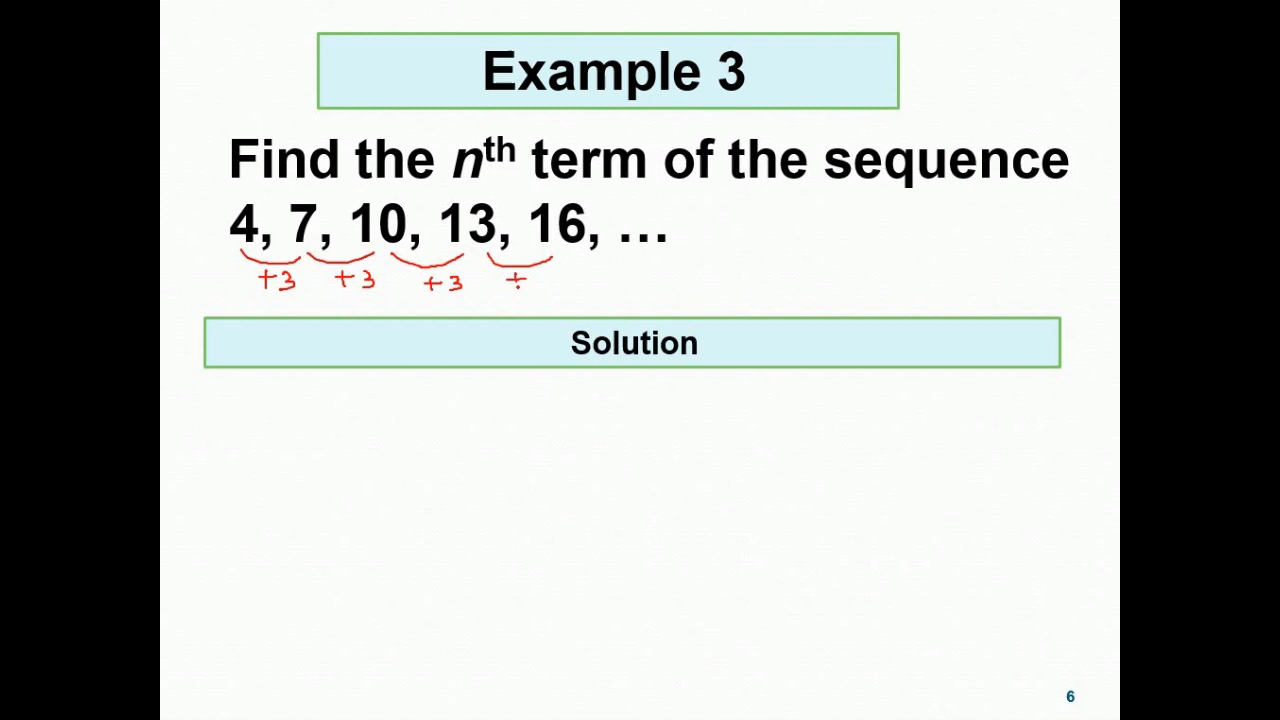 Example 3
Find the nth term of the sequence
4, 7, 10, 13, 16, …
+3 +3 +3 +
Solution
6